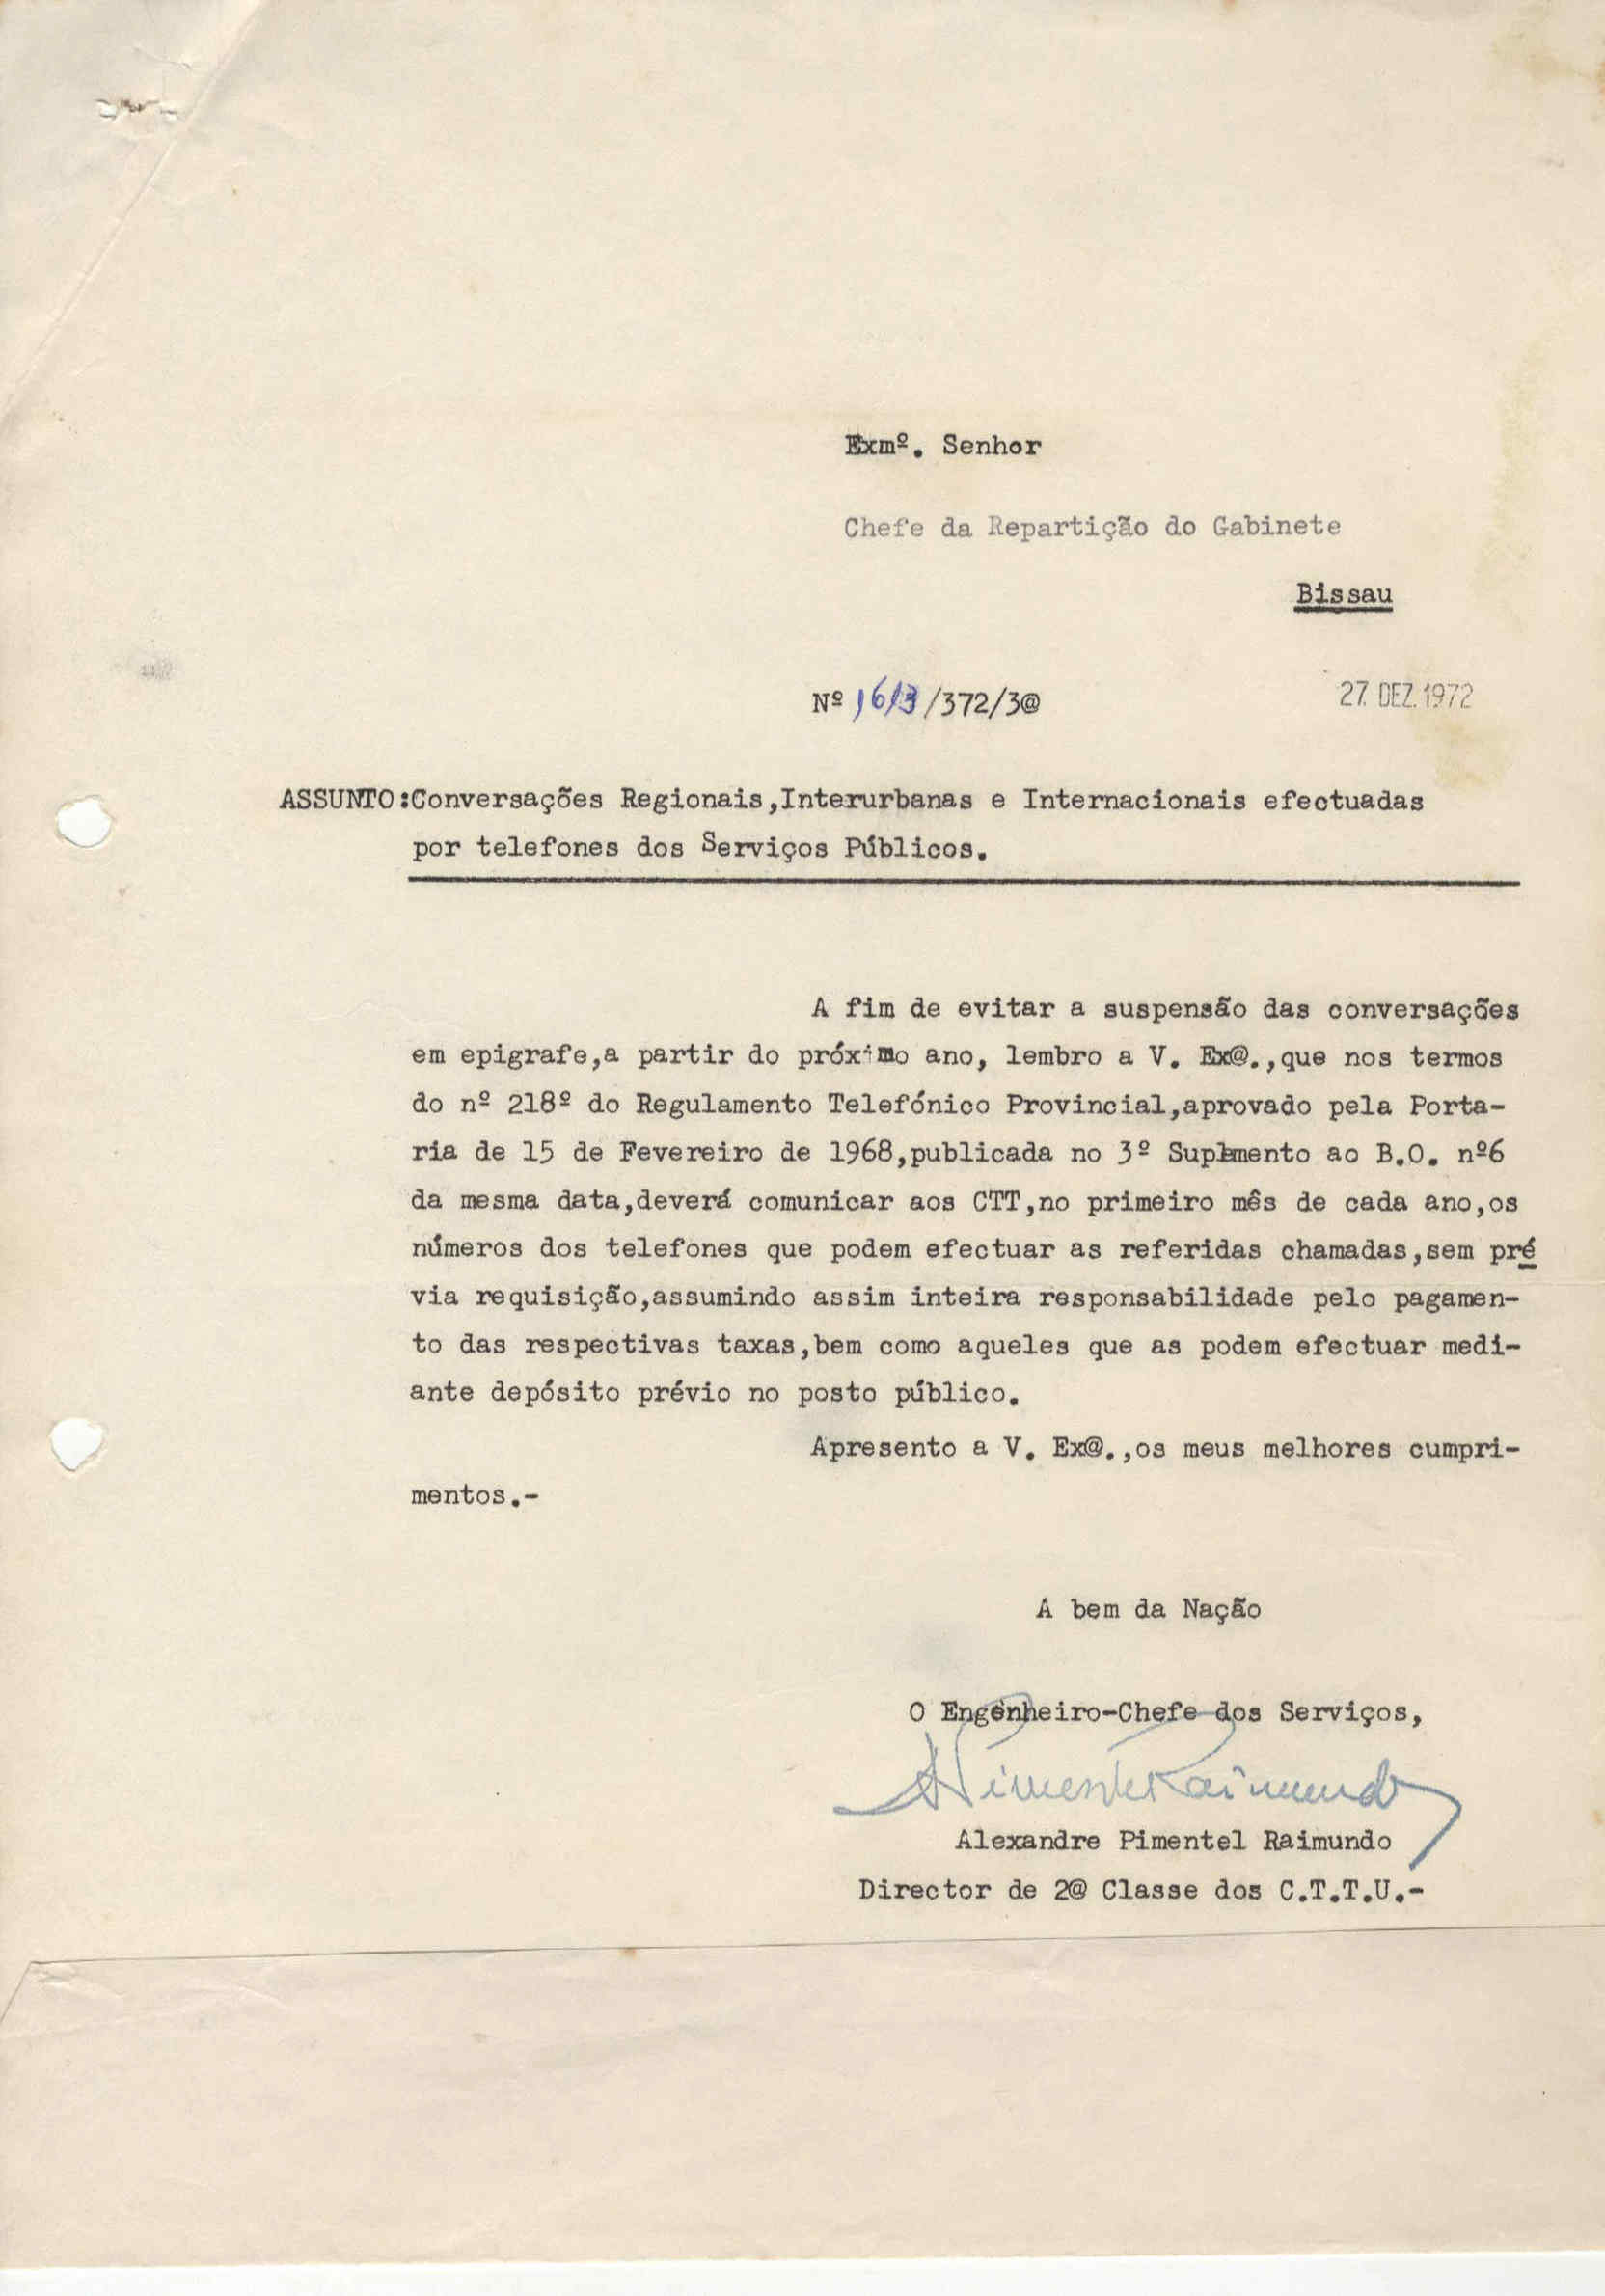 Exmº. Senhor
Chefe da Repartição do Gabinete
Bissau
Nº 1613/372/3@
27. DEZ. 1972
ASSUNTO:Conversações Regionais,Interurbanas e Internacionais efectuadas
por telefones dos Serviços Públicos.
A fim de evitar a suspensão das conversações
em epigrafe,a partir do próximo ano, lembro a V. Ex@.,que nos termos
do nº 218º do Regulamento Telefónico Provincial,aprovado pela Porta-
ria de 15 de Fevereiro de 1968,publicada no 3º Suplmento ao B.O. nº6
da mesma data,deverá comunicar aos CTT,no primeiro mês de cada ano,os
números dos telefones que podem efectuar as referidas chamadas,sem pré
via requisição,assumindo assim inteira responsabilidade pelo pagamen-
to das respectivas taxas,bem como aqueles que as podem efectuar medi-
ante depósito prévio no posto público.
Apresento a V. Ex@.,os meus melhores cumpri-
mentos.-
A bem da Nação
O Engenheiro-Chefe dos Serviços,
APimentelRaimundo
Alexandre Pimentel Raimundo
Director de 2@ Classe dos C.T.T.U.-